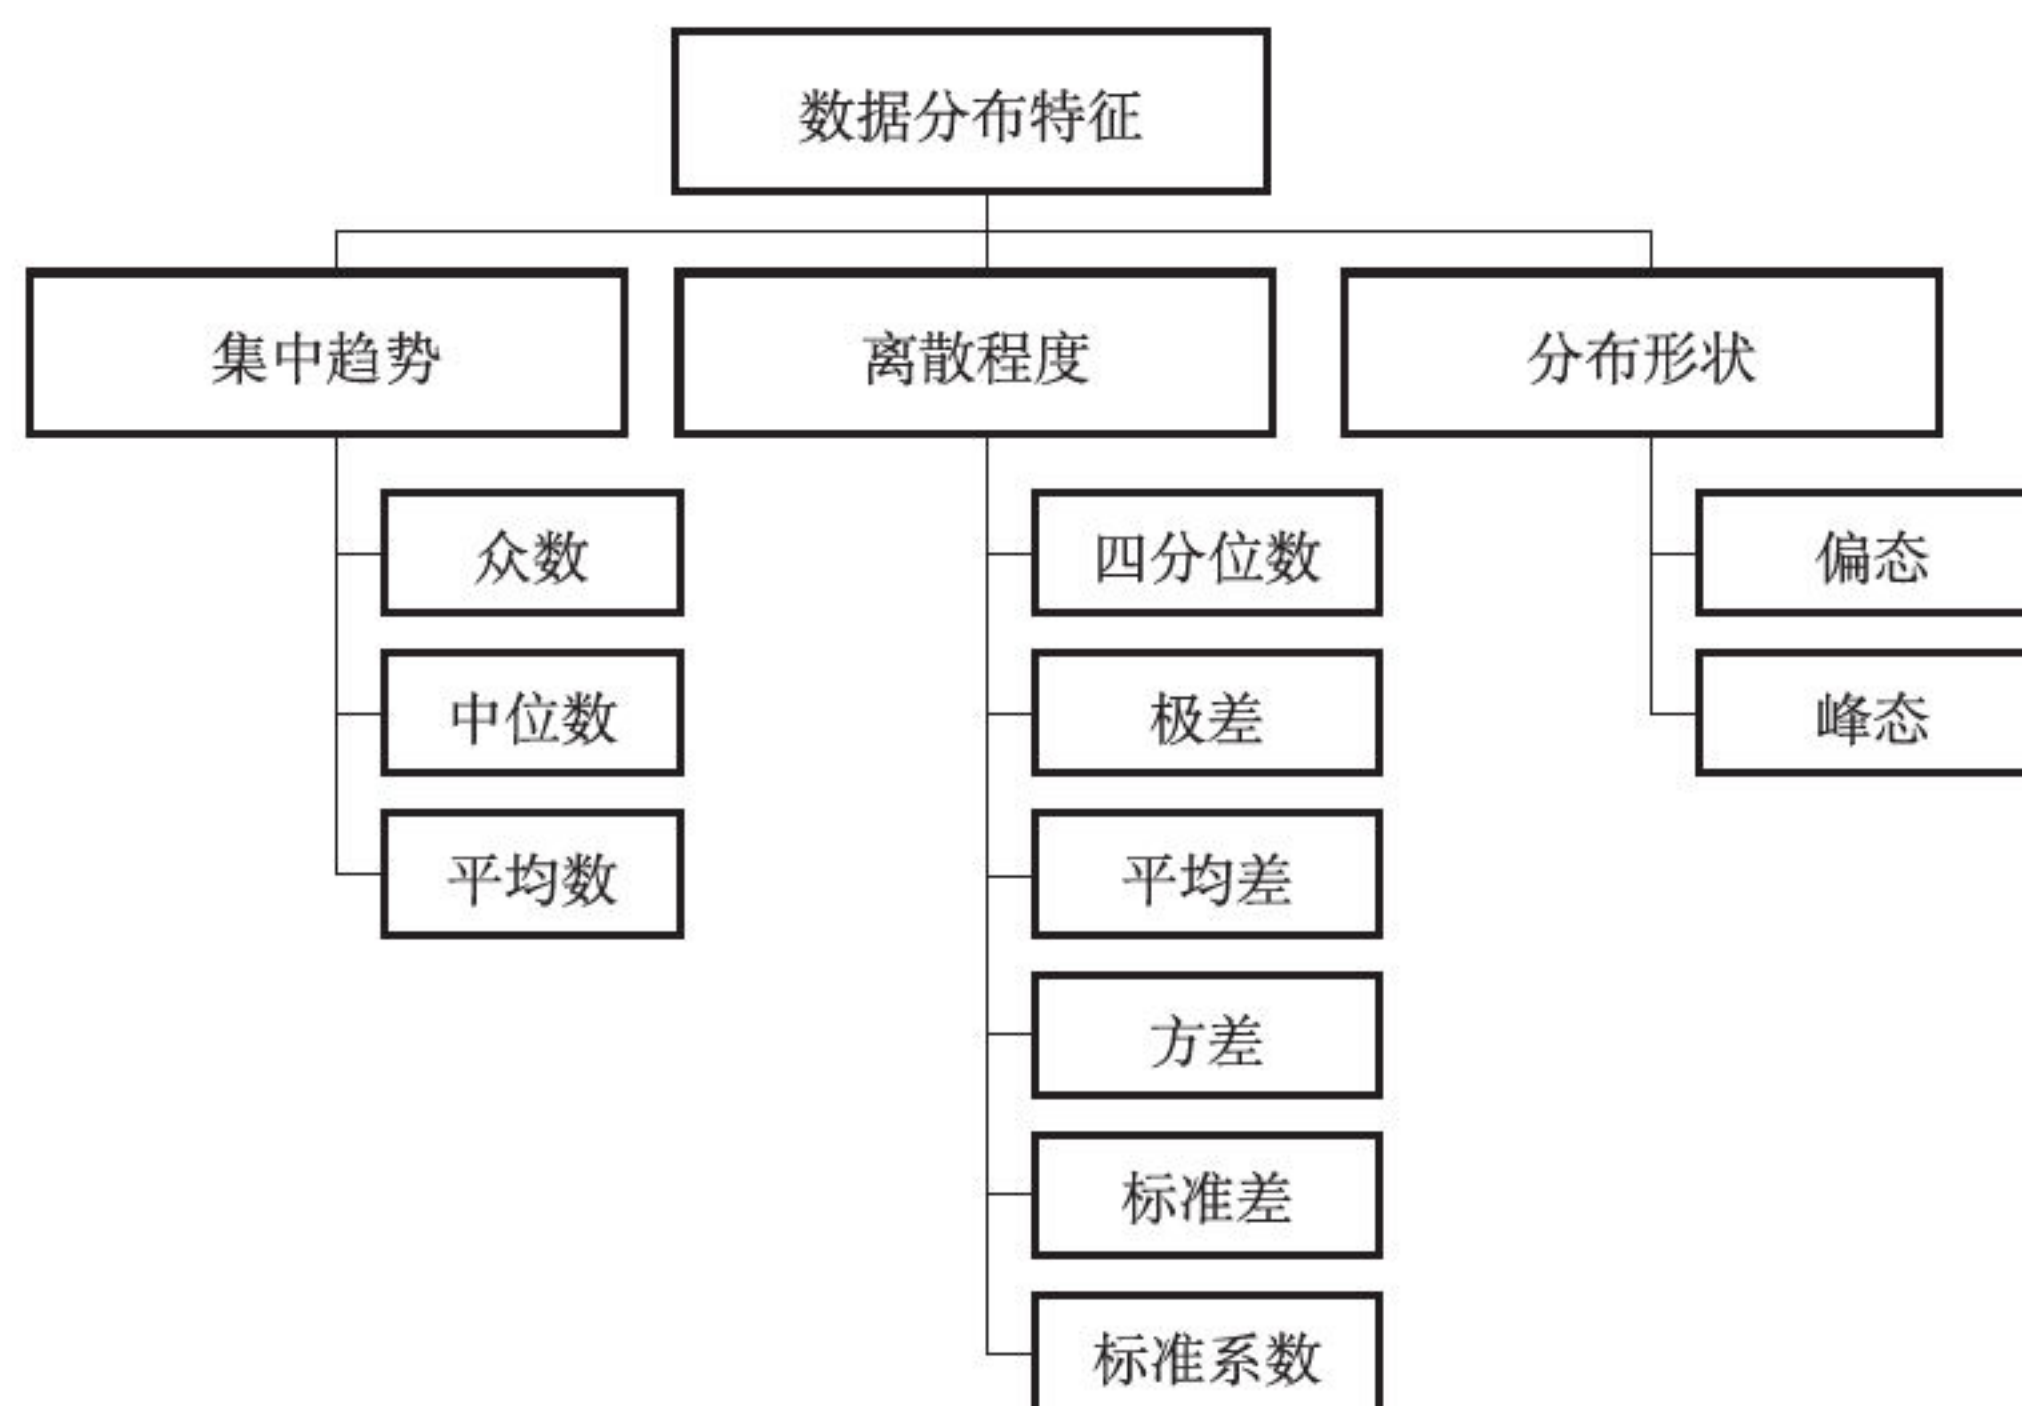 数据分布特征
集中趋势
离散程度
分布形状
众数
中位数
平均数
四分位数
极差
平均差
方差
标准差
标准系数
偏态
峰态